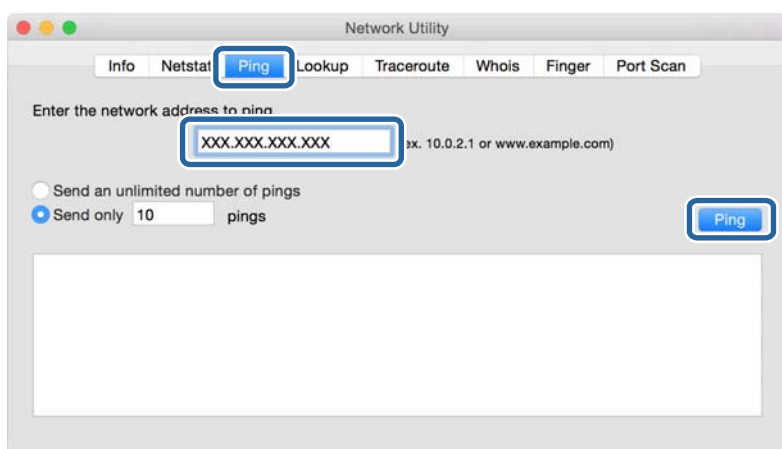 Network Utility
Info Netstat Ping Lookup Traceroute Whois Finger Port Scan
Enter the network address to ping.
XXX.XXX.XXX.XXX ex. 10.0.2.1 or www.example.com)
Send an unlimited number of pings
Send only 10 pings
Ping